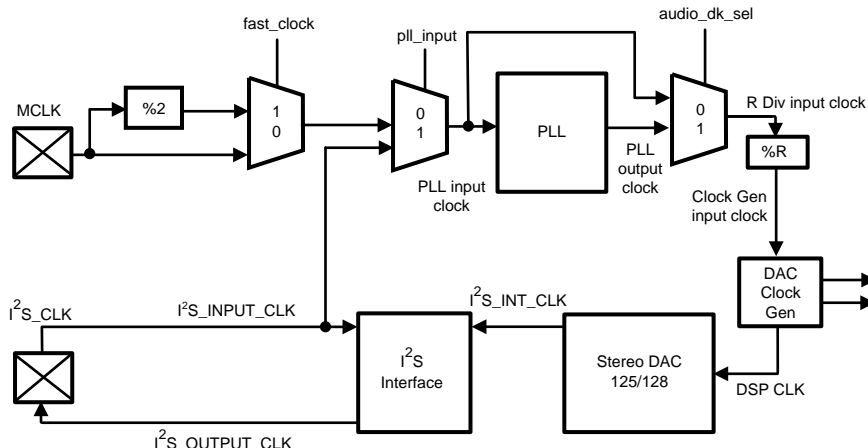 fast_clock
pll_input
audio_dk_sel
MCLK
%2
1
0
0
1
PLL
0
1
R Div input clock
%R
PLL input
clock
PLL
output
clock
Clock Gen
input clock
DAC
Clock
Gen
I²S_CLK
I²S_INPUT_CLK
I²S_INT_CLK
I²S
Interface
Stereo DAC
125/128
DSP CLK
I²S_OUTPUT_CLK